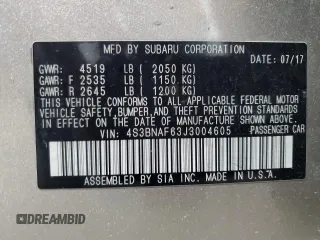 MFD BY SUBARU CORPORATION
GVWR: 4519 LB ( 2050 KG) DATE: 07/17
GAWR: F 2535 LB ( 1150 KG)
GAWR: R 2645 LB ( 1200 KG)
THIS VEHICLE CONFORMS TO ALL APPLICABLE FEDERAL MOTOR
VEHICLE SAFETY, BUMPER, AND THEFT PREVENTION STANDARDS
IN EFFECT ON THE DATE OF MANUFACTURE SHOWN ABOVE.
VIN: 4S3BNAF63J3004605 PASSENGER CAR
MFD BY SIA INC. MADE IN U.S.A.
DREAMBID